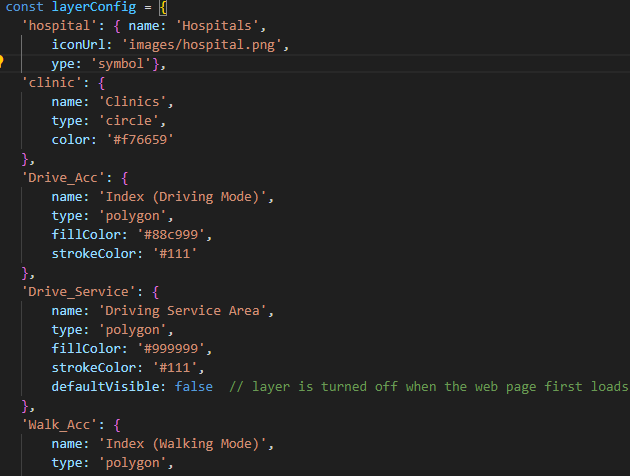 const layerConfig = {
'hospital': { name: 'Hospitals',
iconUrl: 'images/hospital.png',
ype: 'symbol'},
'clinic': {
name: 'Clinics',
type: 'circle',
color: '#f76659'
},
'Drive_Acc': {
name: 'Index (Driving Mode)',
type: 'polygon',
fillColor: '#88c999',
strokeColor: '#111'
},
'Drive_Service': {
name: 'Driving Service Area',
type: 'polygon',
fillColor: '#999999',
strokeColor: '#111',
defaultVisible: false  // layer is turned off when the web page first loads
},
'Walk_Acc': {
name: 'Index (Walking Mode)',
type: 'polygon',